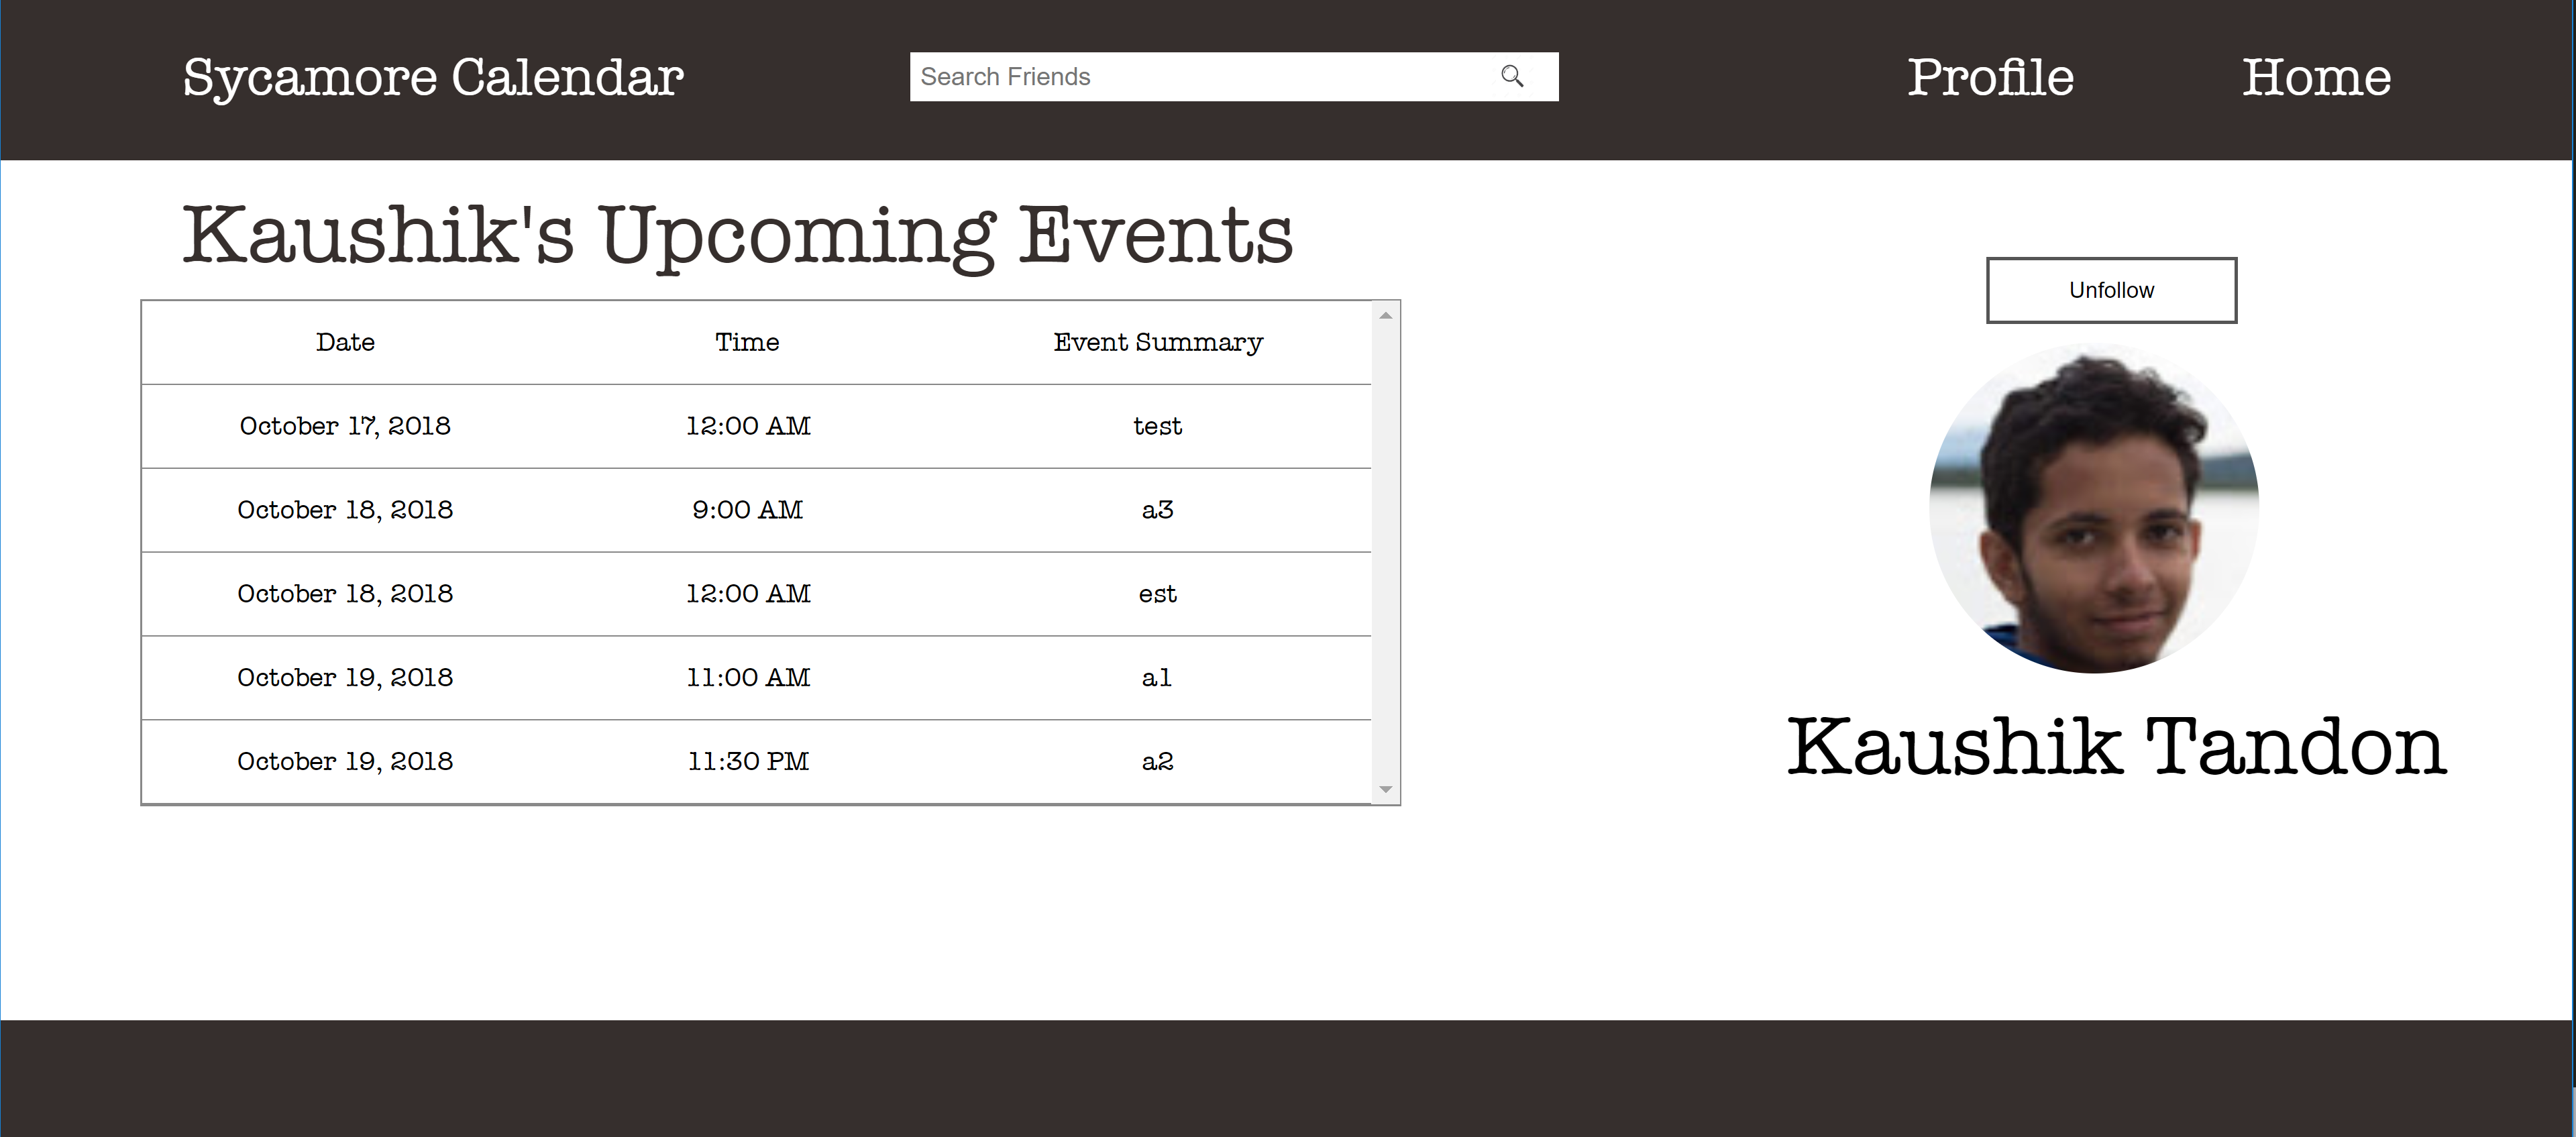 Sycamore Calendar
Search Friends
Profile
Home
Kaushik's Upcoming Events
Unfollow
Date Time Event Summary
October 17, 2018 12:00 AM test
October 18, 2018 9:00 AM a3
October 18, 2018 12:00 AM est
October 19, 2018 11:00 AM a1
October 19, 2018 11:30 PM a2
Kaushik Tandon